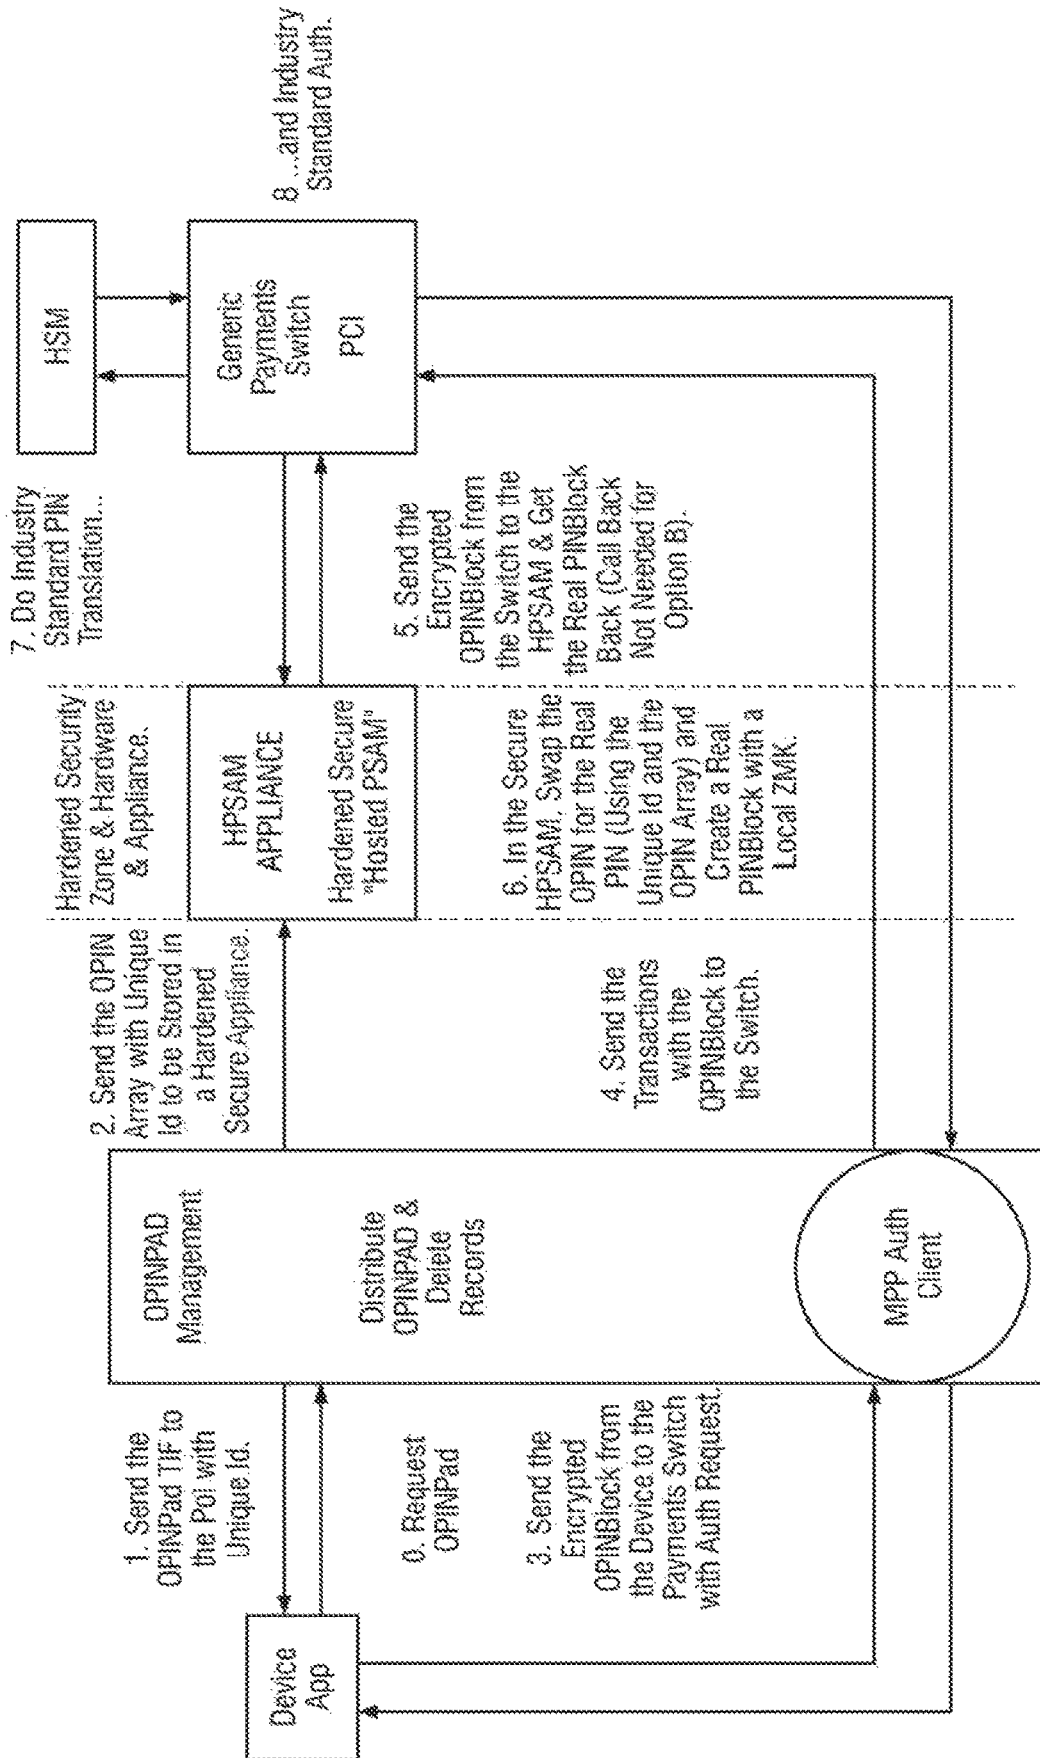 1. Send the
OPINPad TIF to
the PoI with
Unique Id.
Device
App
0. Request
OPINPad
3. Send the
Encrypted
OPINBlock from
the Device to the
Payments Switch
with Auth Request.
OPINPAD
Management
Distribute
OPINPAD &
Delete
Records
MPP Auth
Client
2. Send the OPIN
Array with Unique
Id to be Stored in
a Hardened
Secure Appliance.
4. Send the
Transactions
with the
OPINBlock to
the Switch.
Hardened Security
Zone & Hardware
& Appliance.
HPSAM
APPLIANCE
Hardened Secure
"Hosted PSAM"
6. In the Secure
HPSAM, Swap the
OPIN for the Real
PIN (Using the
Unique Id and the
OPIN Array) and
Create a Real
PINBlock with a
Local ZMK.
5. Send the
Encrypted
OPINBlock from
the Switch to the
HPSAM & Get
the Real PINBlock
Back (Call Back
Not Needed for
Option B).
7. Do Industry
Standard PIN
Translation...
HSM
Generic
Payments
Switch
PCI
8 ...and Industry
Standard Auth.